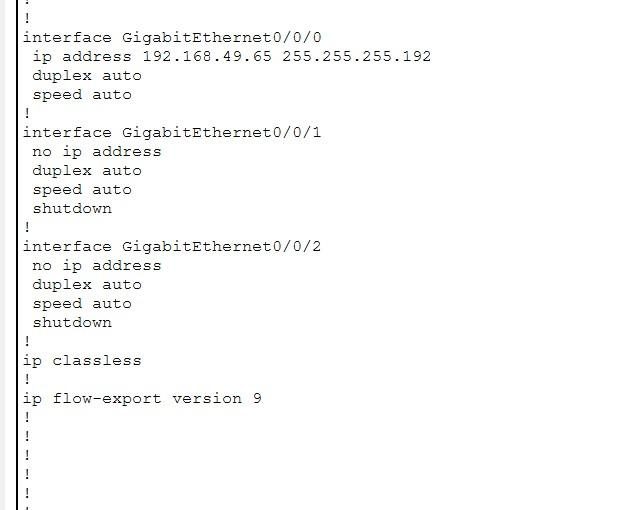 !
!
interface GigabitEthernet0/0/0
ip address 192.168.49.65 255.255.255.192
duplex auto
speed auto
!
interface GigabitEthernet0/0/1
no ip address
duplex auto
speed auto
shutdown
!
interface GigabitEthernet0/0/2
no ip address
duplex auto
speed auto
shutdown
!
ip classless
!
ip flow-export version 9
!
!
!
!
!
!